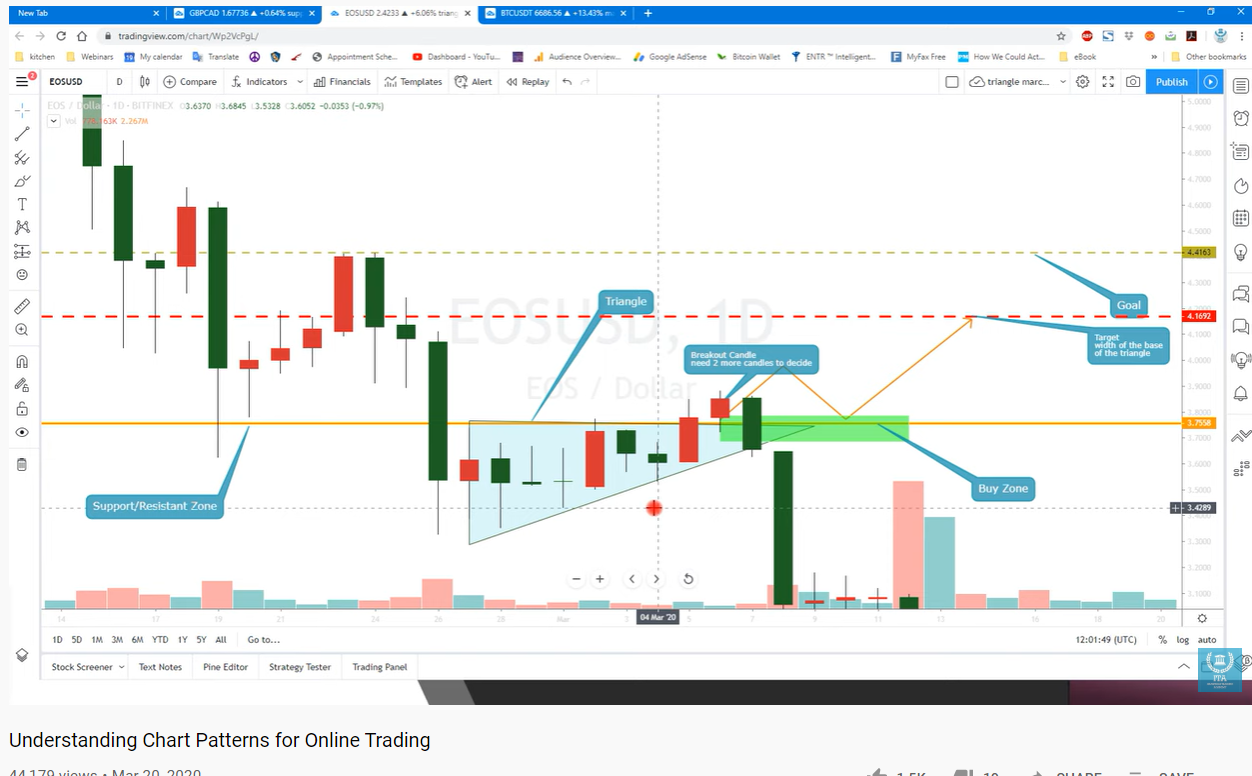 New Tab
GBPCAD 1.67736 ▲ +0.64% sup
EOSUSD 2.4233 ▲ +6.06% triang
BTCUSDT 6686.56 ▲ +13.43% m
tradingview.com/chart/Wp2VcPgL/
kitchen
Webinars
My calendar
Translate
Appointment Sche...
Dashboard - YouTu...
Audience Overview...
Google AdSense
Bitcoin Wallet
ENTR™ Intelligent...
MyFax Free
How We Could Act...
eBook
»
Other bookmarks
2
EOSUSD
D
Compare
Indicators
Financials
Templates
Alert
Replay
triangle marc...
Publish
EOS / Dollar · 1D · BITFINEX O3.6370 H3.6845 L3.5328 C3.6052 −0.0353 (−0.97%)
Vol 2.267M
EOSUSD, 1D
EOS / Dollar
Triangle
Breakout Candle
need 2 more candles to decide
Goal
Target
width of the base
of the triangle
Support/Resistant Zone
Buy Zone
5.0000
4.9000
4.8000
4.7000
4.6000
4.5000
4.4163
4.3000
4.1692
4.1000
4.0000
3.9000
3.8000
3.7558
3.7000
3.6000
3.5000
3.4289
3.3000
3.2000
3.1000
14
17
19
21
24
26
28
Mar
3
04 Mar '20
5
7
9
11
13
16
18
20
1D
5D
1M
3M
6M
YTD
1Y
5Y
All
Go to...
12:01:49 (UTC)
%
log
auto
Stock Screener
Text Notes
Pine Editor
Strategy Tester
Trading Panel
Understanding Chart Patterns for Online Trading
44,179 views • Mar 20, 2020
1.5K
10
SHARE
SAVE